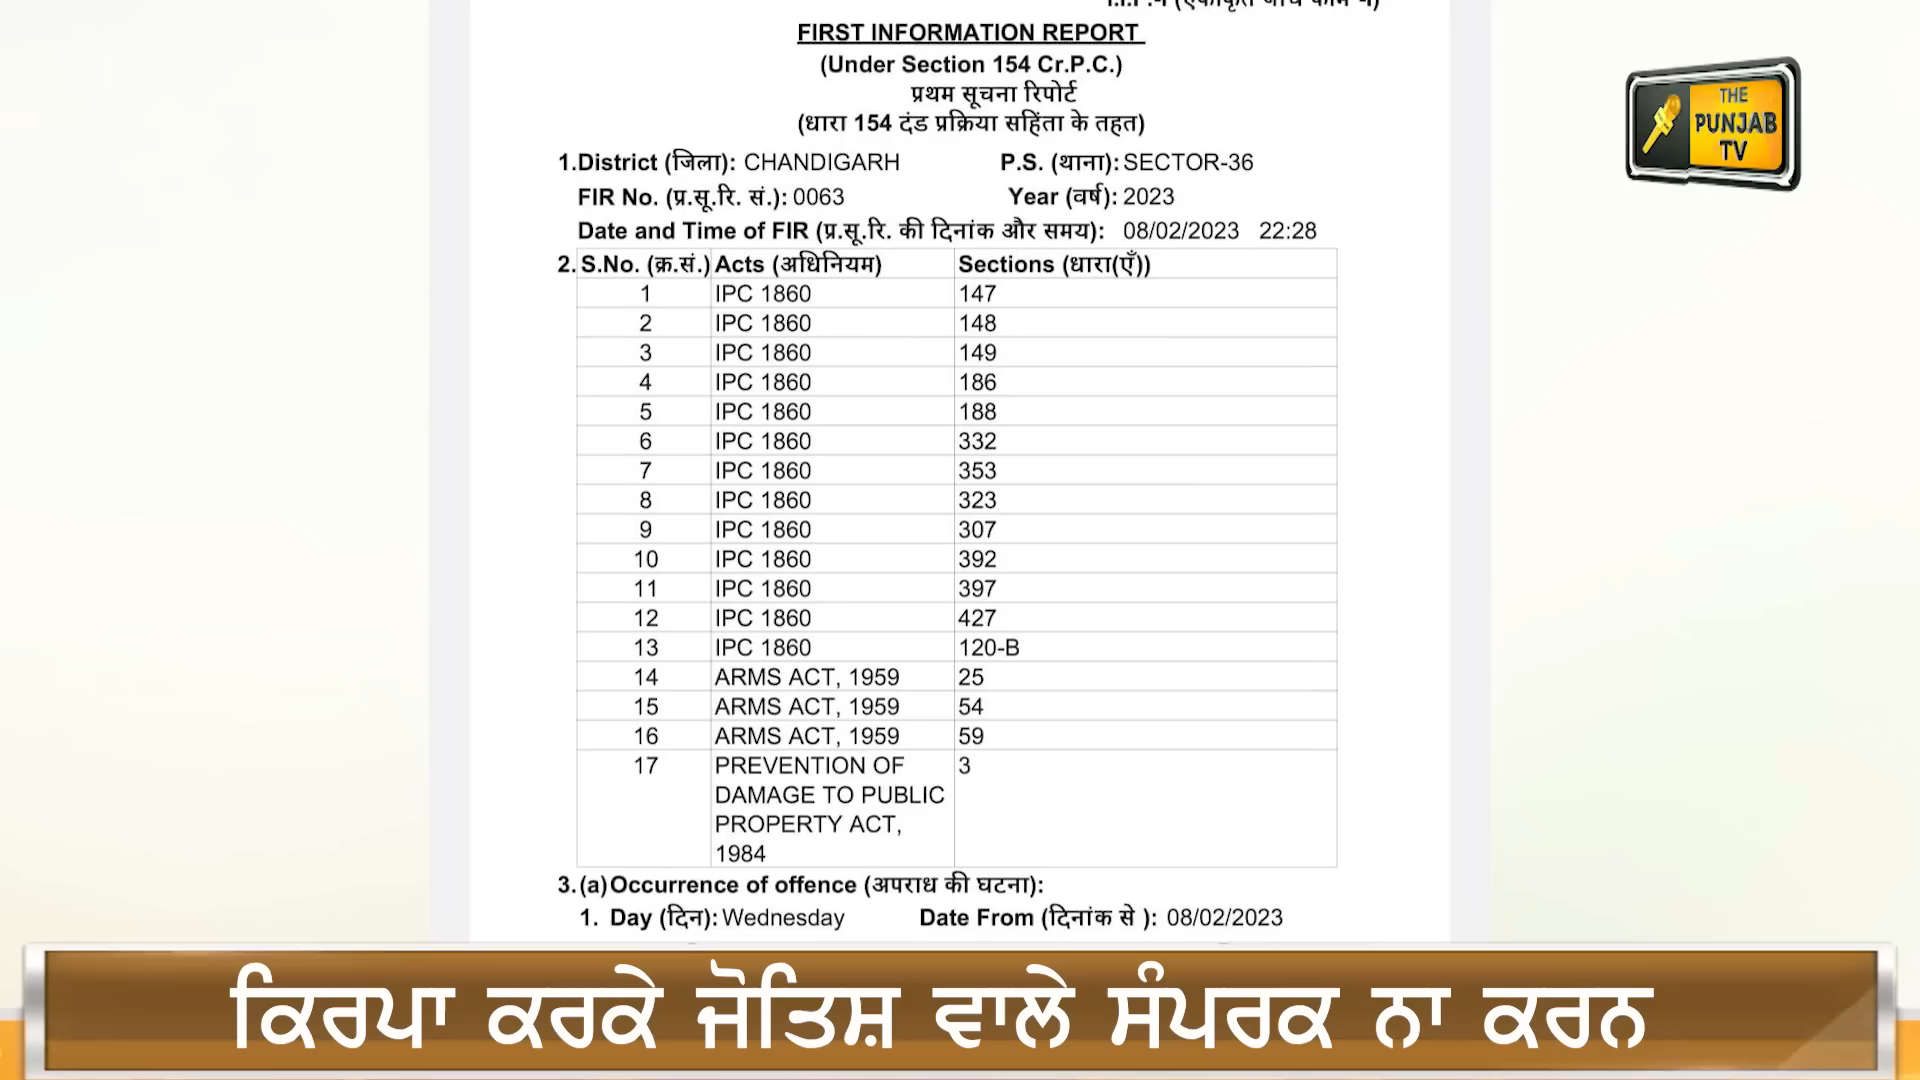 FIRST INFORMATION REPORT
(Under Section 154 Cr.P.C.)
प्रथम सूचना रिपोर्ट
(धारा 154 दंड प्रक्रिया सहिंता के तहत)
THE
PUNJAB
TV
1.District (जिला): CHANDIGARH P.S. (थाना): SECTOR-36
FIR No. (प्र.सू.रि. सं.): 0063 Year (वर्ष): 2023
Date and Time of FIR (प्र.सू.रि. की दिनांक और समय): 08/02/2023 22:28
2. S.No. (क्र.सं.) Acts (अधिनियम) Sections (धारा(एँ))
1 IPC 1860 147
2 IPC 1860 148
3 IPC 1860 149
4 IPC 1860 186
5 IPC 1860 188
6 IPC 1860 332
7 IPC 1860 353
8 IPC 1860 323
9 IPC 1860 307
10 IPC 1860 392
11 IPC 1860 397
12 IPC 1860 427
13 IPC 1860 120-B
14 ARMS ACT, 1959 25
15 ARMS ACT, 1959 54
16 ARMS ACT, 1959 59
17 PREVENTION OF 3
DAMAGE TO PUBLIC
PROPERTY ACT,
1984
3.(a)Occurrence of offence (अपराध की घटना):
1. Day (दिन): Wednesday Date From (दिनांक से ): 08/02/2023
ਕਿਰਪਾ ਕਰਕੇ ਜੋਤਿਸ਼ ਵਾਲੇ ਸੰਪਰਕ ਨਾ ਕਰਨ